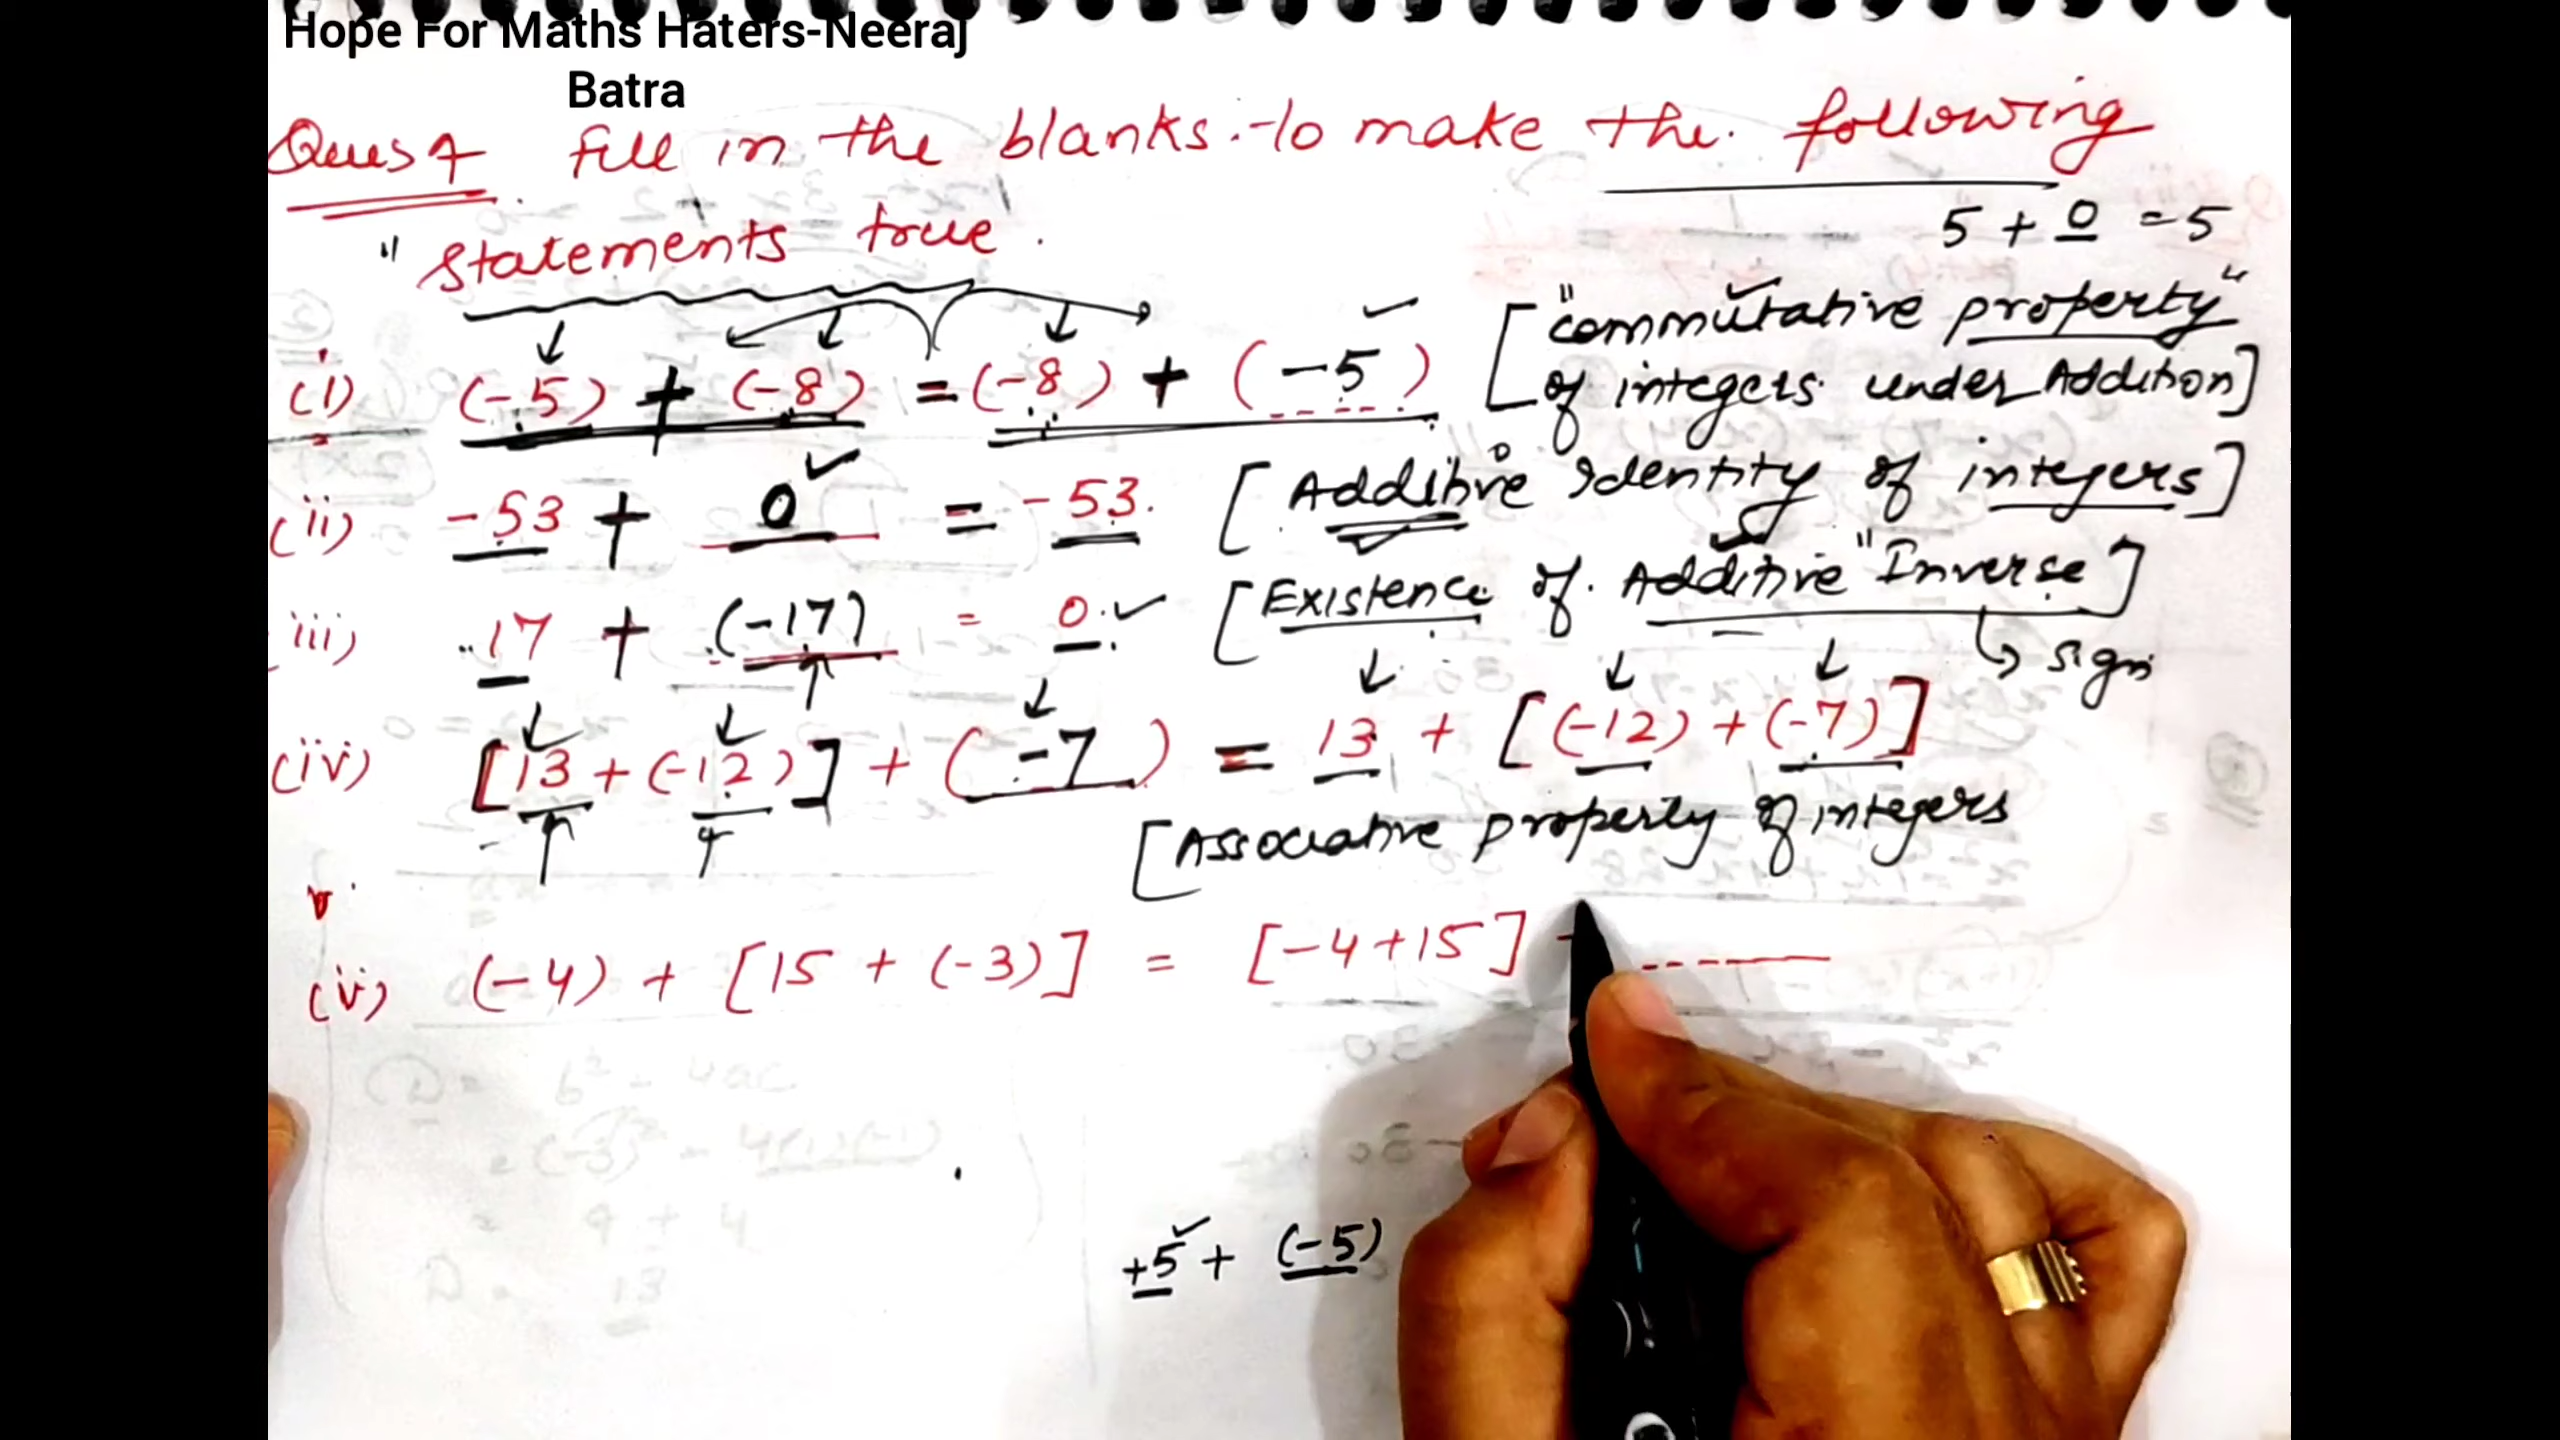 Hope For Maths Haters-Neeraj
Batra
Ques 4 fill in the blanks to make the following
statements true.
5 + 0 = 5
(i) (-5) + (-8) = (-8) + (-5) ["commutative property"
of integers under Addition]
(ii) -53 + 0 = -53. [Additive Identity of integers]
(iii) 17 + (-17) = 0 [Existence of Additive "Inverse]
sign
(iv) [13 + (-12)] + (-7) = 13 + [(-12) + (-7)]
[Associative property of integers
v
(v) (-4) + [15 + (-3)] = [-4+15]
+5 + (-5)